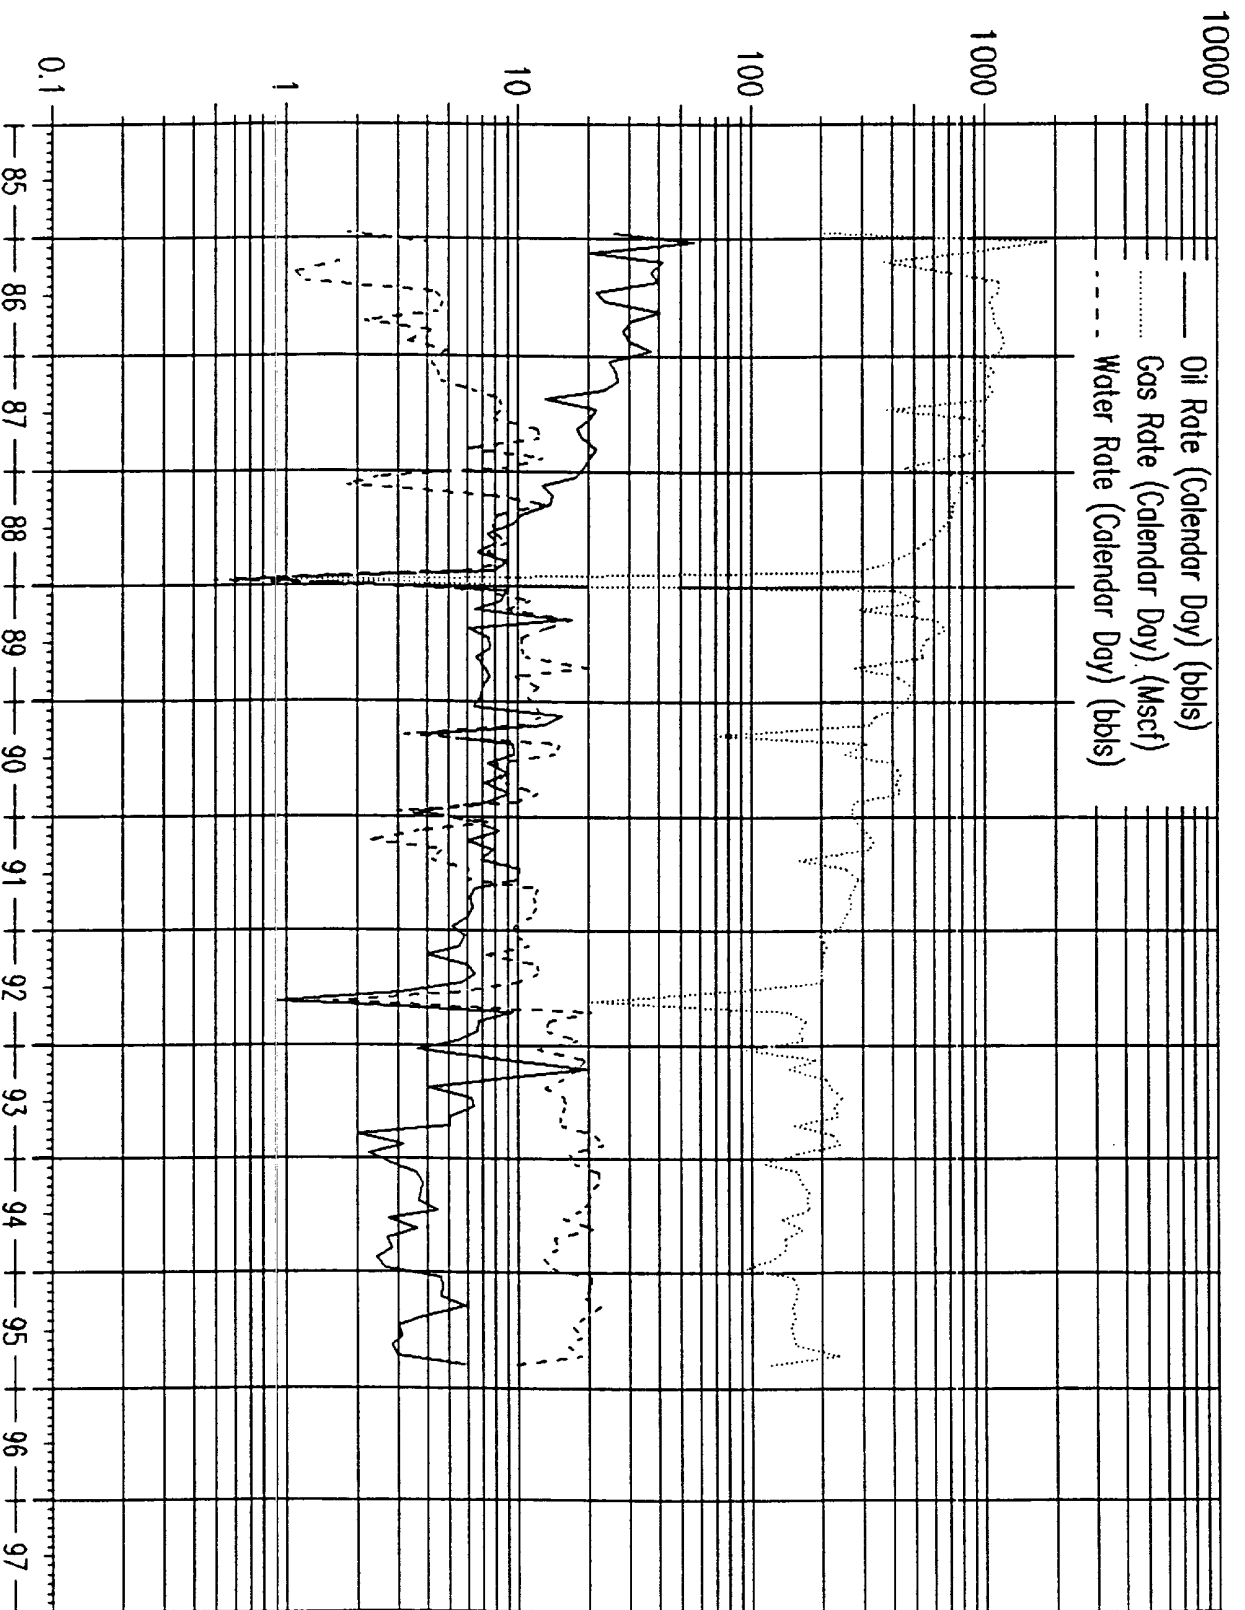 10000
1000
100
10
1
0.1
Oil Rate (Calendar Day) (bbls)
Gas Rate (Calendar Day) (Mscf)
Water Rate (Calendar Day) (bbls)
85 86 87 88 89 90 91 92 93 94 95 96 97